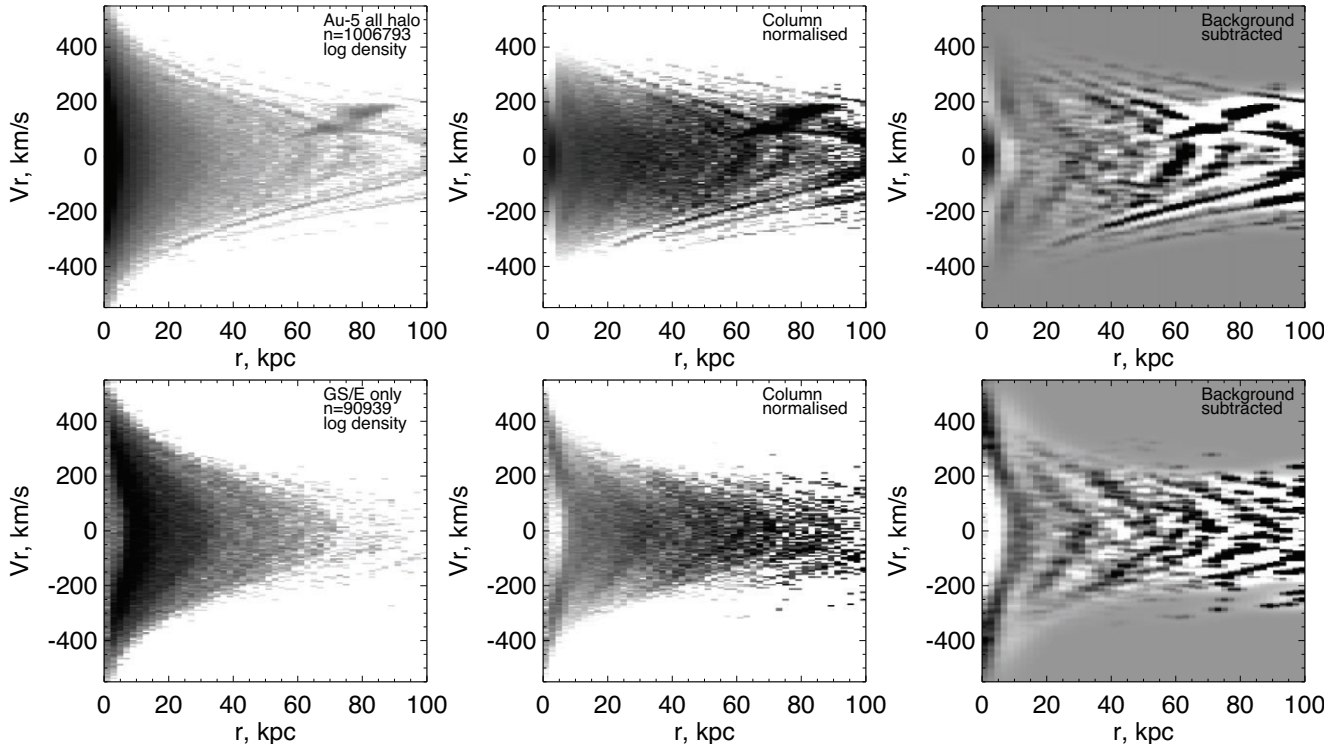 Au-5 all halo
n=1006793
log density
Column
normalised
Background
subtracted
Vr, km/s
400
200
0
-200
-400
0 20 40 60 80 100
r, kpc
Vr, km/s
400
200
0
-200
-400
0 20 40 60 80 100
r, kpc
Vr, km/s
400
200
0
-200
-400
0 20 40 60 80 100
r, kpc
GS/E only
n=90939
log density
Column
normalised
Background
subtracted
Vr, km/s
400
200
0
-200
-400
0 20 40 60 80 100
r, kpc
Vr, km/s
400
200
0
-200
-400
0 20 40 60 80 100
r, kpc
Vr, km/s
400
200
0
-200
-400
0 20 40 60 80 100
r, kpc